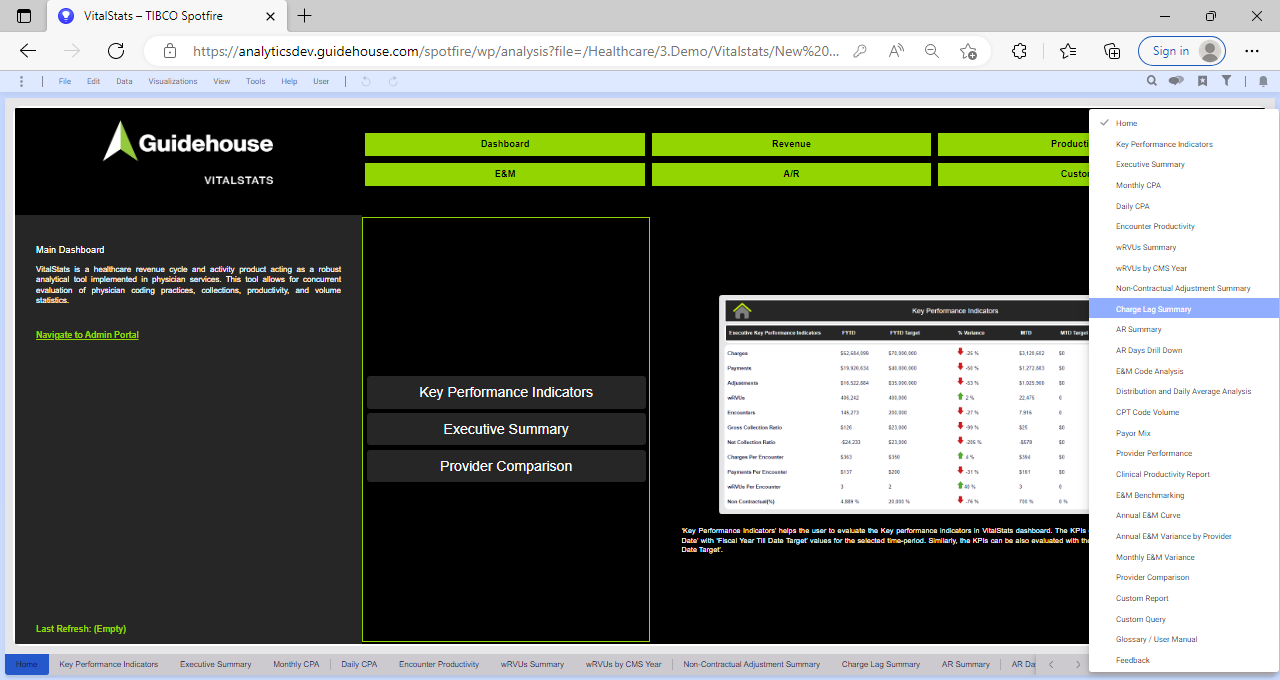 VitalStats – TIBCO Spotfire
https://analyticsdev.guidehouse.com/spotfire/wp/analysis?file=/Healthcare/3.Demo/Vitalstats/New%20...
Sign in
File Edit Data Visualizations View Tools Help User
Guidehouse
VITALSTATS
Dashboard Revenue Producti
E&M A/R Custo
Main Dashboard
VitalStats is a healthcare revenue cycle and activity product acting as a robust
analytical tool implemented in physician services. This tool allows for concurrent
evaluation of physician coding practices, collections, productivity, and volume
statistics.
Navigate to Admin Portal
Last Refresh: (Empty)
Key Performance Indicators
Executive Summary
Provider Comparison
Key Performance Indicators
Executive Key Performance Indicators FYTD FYTD Target % Variance MTD MTD Target
Charges $52,684,098 $70,000,000 -25 % $3,120,602 $0
Payments $19,920,634 $40,000,000 -50 % $1,272,683 $0
Adjustments $16,522,884 $35,000,000 -53 % $1,025,900 $0
wRVUs 406,242 400,000 2 % 22,475 0
Encounters 145,273 200,000 -27 % 7,916 0
Gross Collection Ratio $126 $23,000 -99 % $25 $0
Net Collection Ratio -$24,233 $23,000 -205 % -$570 $0
Charges Per Encounter $363 $350 4 % $394 $0
Payments Per Encounter $137 $200 -31 % $161 $0
wRVUs Per Encounter 3 2 40 % 3 0
Non Contractual(%) 4,889 % 20,000 % -76 % 700 % 0 %
'Key Performance Indicators' helps the user to evaluate the Key performance indicators in VitalStats dashboard. The KPIs
Date' with 'Fiscal Year Till Date Target' values for the selected time-period. Similarly, the KPIs can be also evaluated with the
Date Target'.
Home
Key Performance Indicators
Executive Summary
Monthly CPA
Daily CPA
Encounter Productivity
wRVUs Summary
wRVUs by CMS Year
Non-Contractual Adjustment Summary
Charge Lag Summary
AR Summary
AR Days Drill Down
E&M Code Analysis
Distribution and Daily Average Analysis
CPT Code Volume
Payor Mix
Provider Performance
Clinical Productivity Report
E&M Benchmarking
Annual E&M Curve
Annual E&M Variance by Provider
Monthly E&M Variance
Provider Comparison
Custom Report
Custom Query
Glossary / User Manual
Feedback
Home Key Performance Indicators Executive Summary Monthly CPA Daily CPA Encounter Productivity wRVUs Summary wRVUs by CMS Year Non-Contractual Adjustment Summary Charge Lag Summary AR Summary AR Da